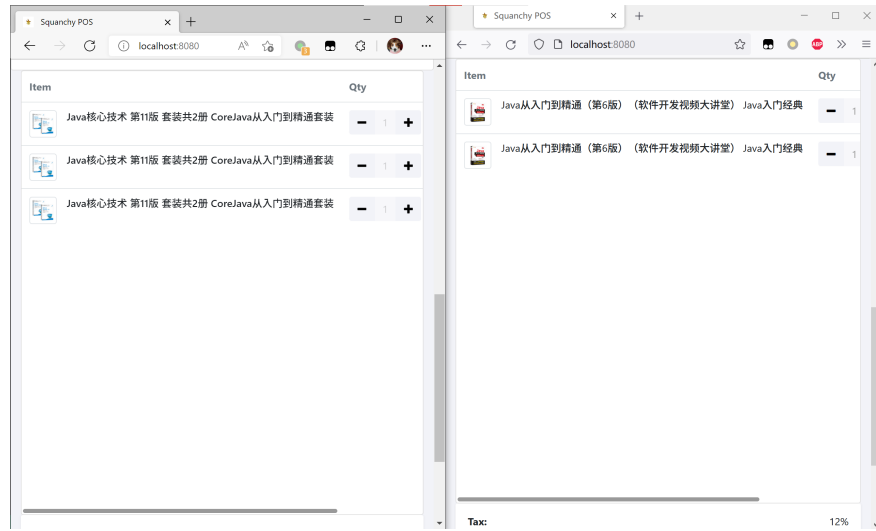 Squanchy POS
localhost:8080
Item Qty
Java核心技术 第11版 套装共2册 CoreJava从入门到精通套装
1
Java核心技术 第11版 套装共2册 CoreJava从入门到精通套装
1
Java核心技术 第11版 套装共2册 CoreJava从入门到精通套装
1
Squanchy POS
localhost:8080
ABP
Item Qty
Java从入门到精通（第6版）（软件开发视频大讲堂） Java入门经典
1
Java从入门到精通（第6版）（软件开发视频大讲堂） Java入门经典
1
Tax: 12%